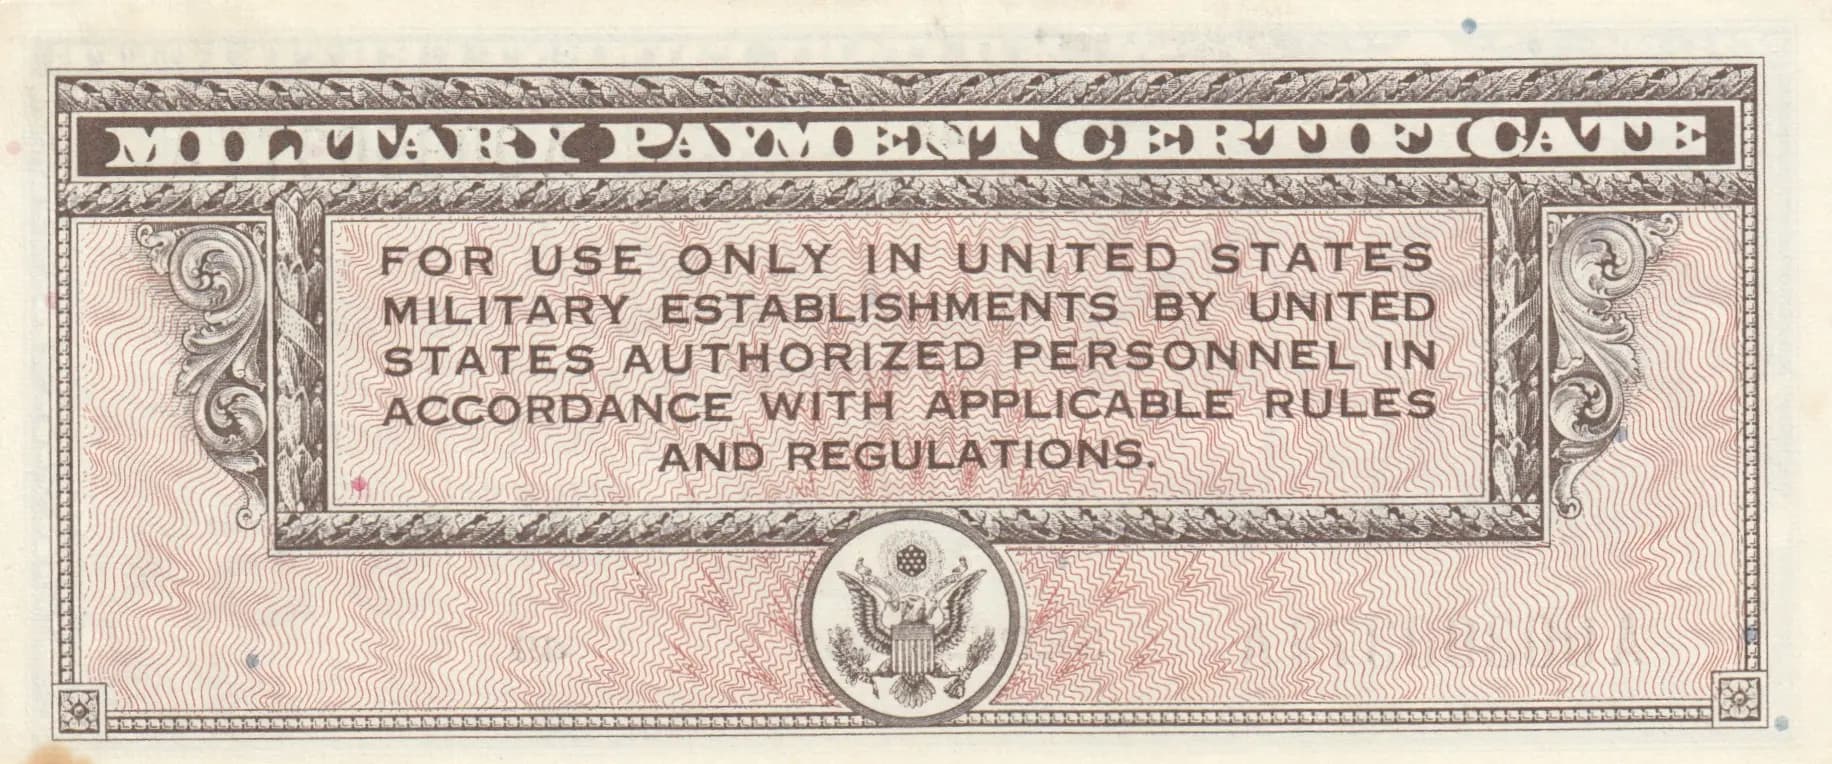 MILITARY PAYMENT CERTIFICATE
FOR USE ONLY IN UNITED STATES
MILITARY ESTABLISHMENTS BY UNITED
STATES AUTHORIZED PERSONNEL IN
ACCORDANCE WITH APPLICABLE RULES
AND REGULATIONS.